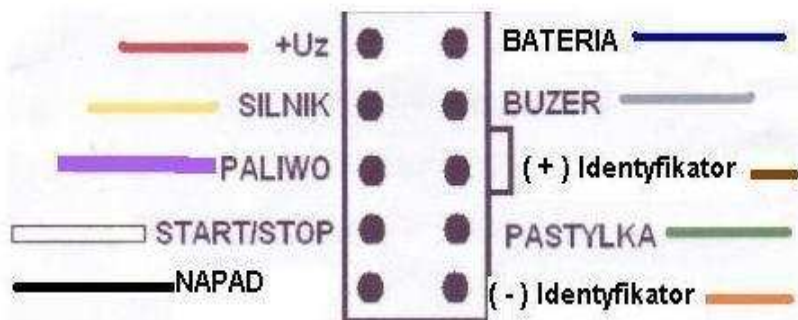 +Uz BATERIA
SILNIK BUZER
PALIWO (+) Identyfikator
START/STOP PASTYLKA
NAPAD (-) Identyfikator